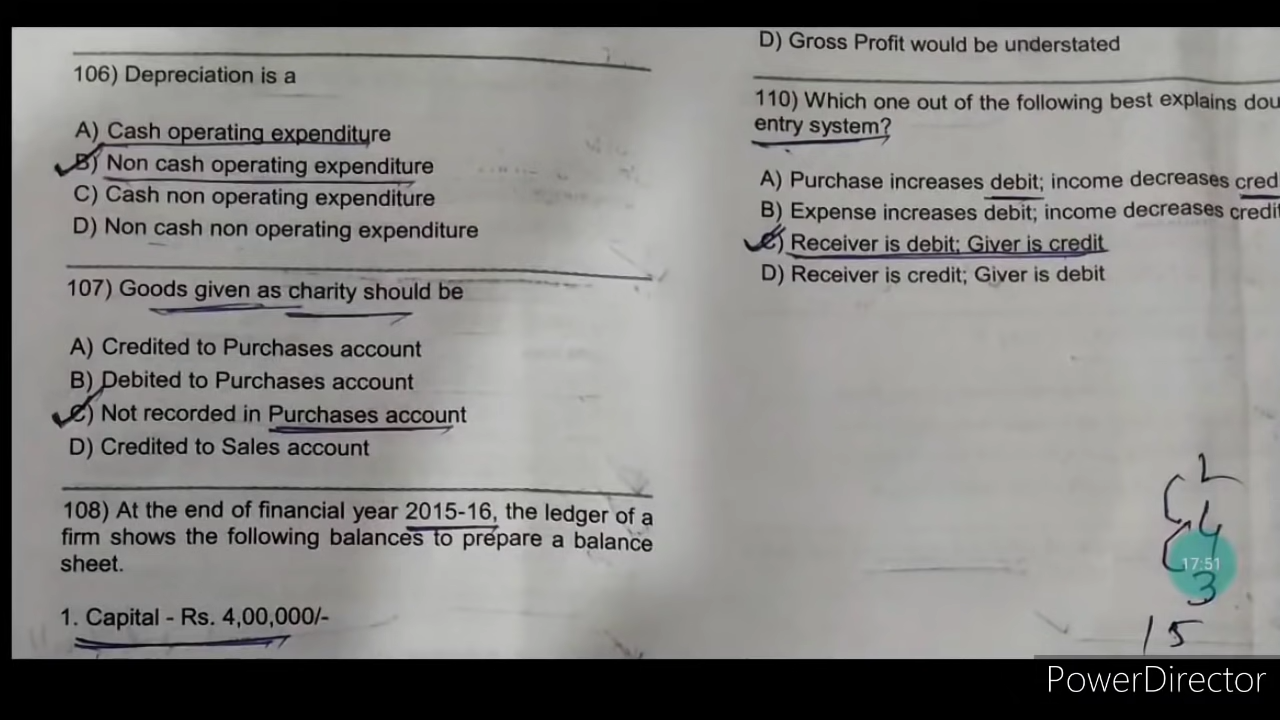 106) Depreciation is a
A) Cash operating expenditure
B) Non cash operating expenditure
C) Cash non operating expenditure
D) Non cash non operating expenditure
107) Goods given as charity should be
A) Credited to Purchases account
B) Debited to Purchases account
C) Not recorded in Purchases account
D) Credited to Sales account
108) At the end of financial year 2015-16, the ledger of a
firm shows the following balances to prepare a balance
sheet.
1. Capital - Rs. 4,00,000/-
D) Gross Profit would be understated
110) Which one out of the following best explains dou
entry system?
A) Purchase increases debit; income decreases cred
B) Expense increases debit; income decreases credit
C) Receiver is debit; Giver is credit
D) Receiver is credit; Giver is debit
4
17:51
3
15
PowerDirector